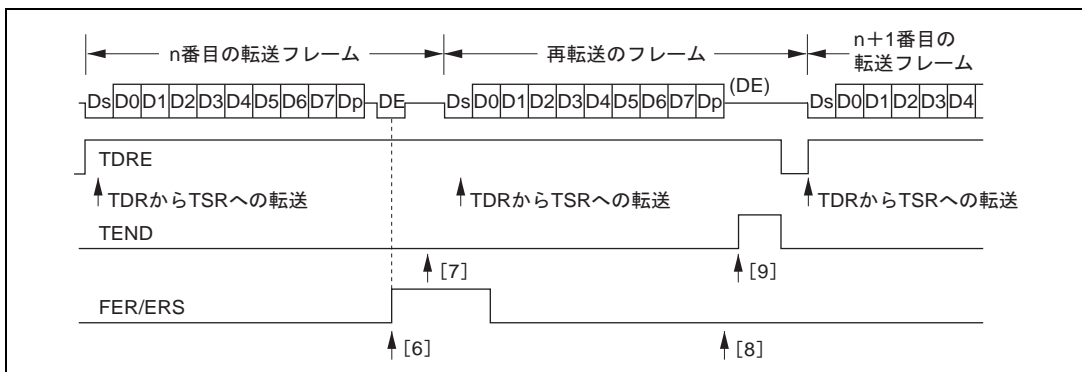 n番目の転送フレーム
再転送のフレーム
n＋1番目の
転送フレーム
Ds D0 D1 D2 D3 D4 D5 D6 D7 Dp DE Ds D0 D1 D2 D3 D4 D5 D6 D7 Dp (DE) Ds D0 D1 D2 D3 D4
TDRE
TDRからTSRへの転送 TDRからTSRへの転送 TDRからTSRへの転送
TEND
［7］ ［9］
FER/ERS
［6］ ［8］